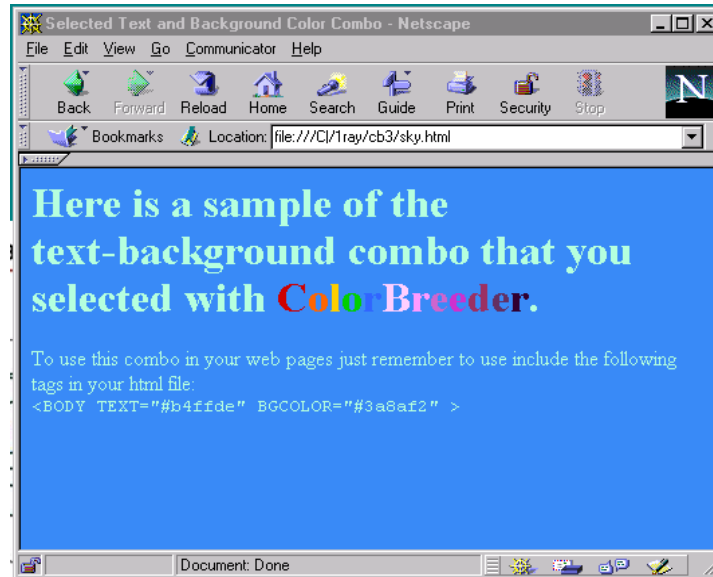 Selected Text and Background Color Combo - Netscape
File Edit View Go Communicator Help
Back Forward Reload Home Search Guide Print Security Stop
N
Bookmarks Location: file:///C|/1ray/cb3/sky.html
Here is a sample of the
text-background combo that you
selected with ColorBreeder.
To use this combo in your web pages just remember to use include the following
tags in your html file:
<BODY TEXT="#b4ffde" BGCOLOR="#3a8af2" >
Document: Done